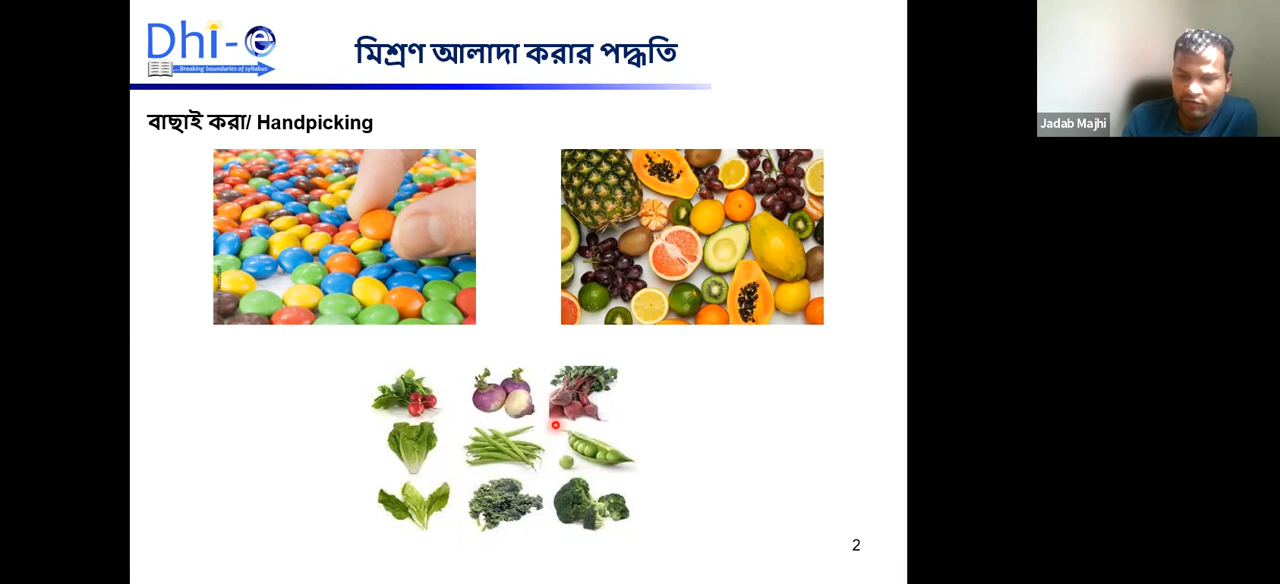 Dhi-e
... Breaking boundaries of syllabus
মিশ্রণ আলাদা করার পদ্ধতি
বাছাই করা/ Handpicking
Jadab Majhi
2